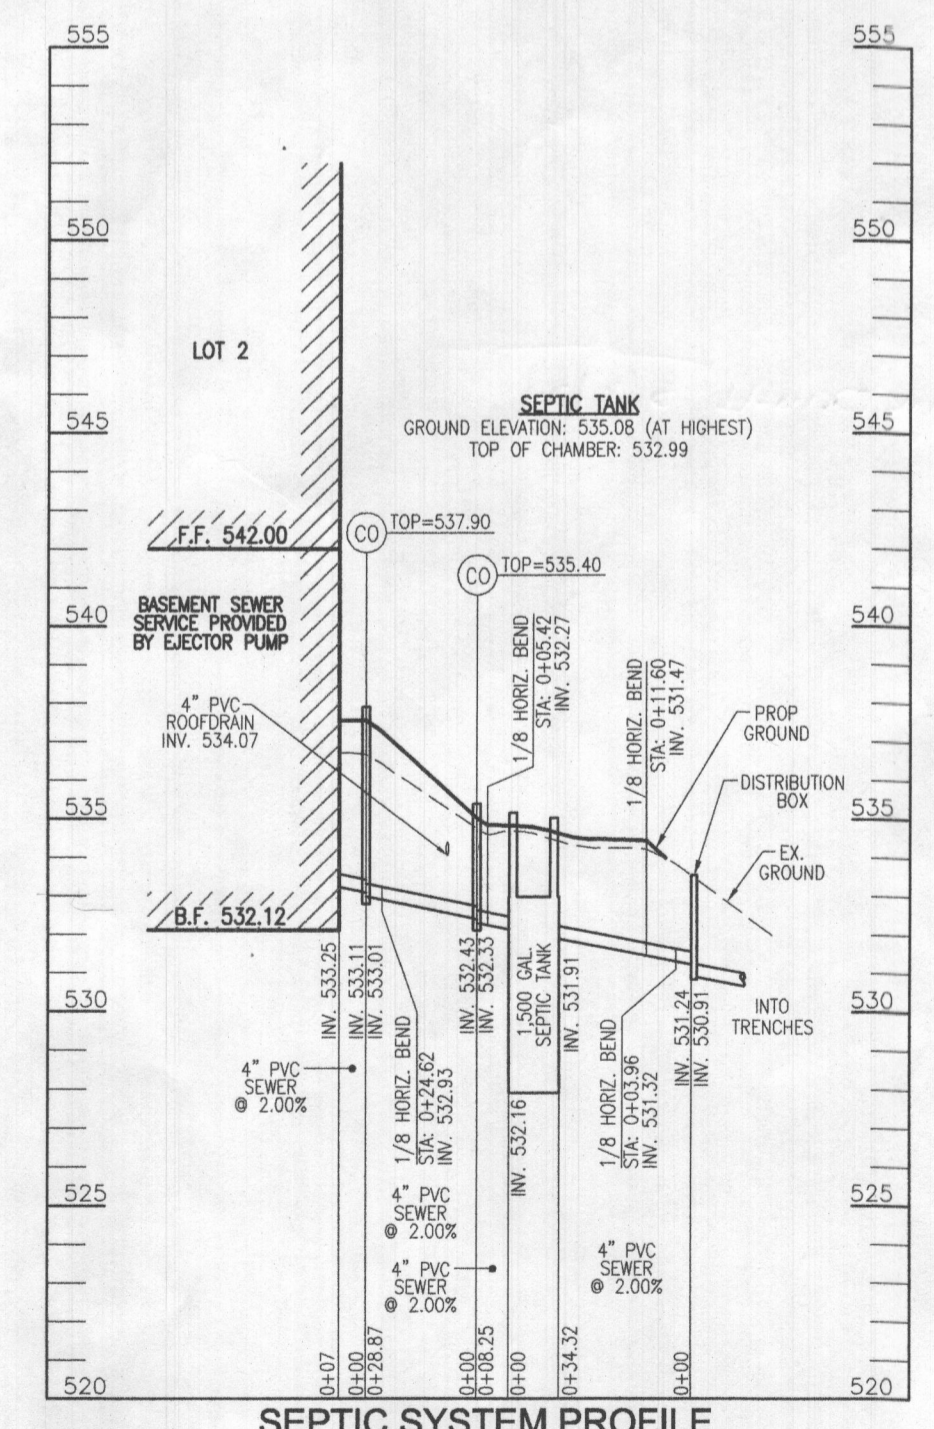 555
555
550
550
LOT 2
SEPTIC TANK
GROUND ELEVATION: 535.08 (AT HIGHEST)
TOP OF CHAMBER: 532.99
545
545
CO
TOP=537.90
F.F. 542.00
CO
TOP=535.40
540
540
BASEMENT SEWER
SERVICE PROVIDED
BY EJECTOR PUMP
1/8 HORIZ. BEND
STA: 0+05.42
INV. 532.27
1/8 HORIZ. BEND
STA: 0+11.60
INV. 531.47
4" PVC
ROOFDRAIN
INV. 534.07
PROP
GROUND
DISTRIBUTION
BOX
535
535
EX.
GROUND
B.F. 532.12
INV. 533.25
INV. 533.11
INV. 533.01
INV. 532.43
INV. 532.33
1,500 GAL.
SEPTIC TANK
INV. 531.91
INV. 531.24
INV. 530.91
530
530
INTO
TRENCHES
4" PVC
SEWER
@ 2.00%
1/8 HORIZ. BEND
STA: 0+24.62
INV. 532.93
INV. 532.16
1/8 HORIZ. BEND
STA: 0+03.96
INV. 531.32
525
525
4" PVC
SEWER
@ 2.00%
4" PVC
SEWER
@ 2.00%
4" PVC
SEWER
@ 2.00%
0+07
0+00
0+28.87
0+00
0+08.25
0+00
0+34.32
0+00
520
520
SEPTIC SYSTEM PROFILE